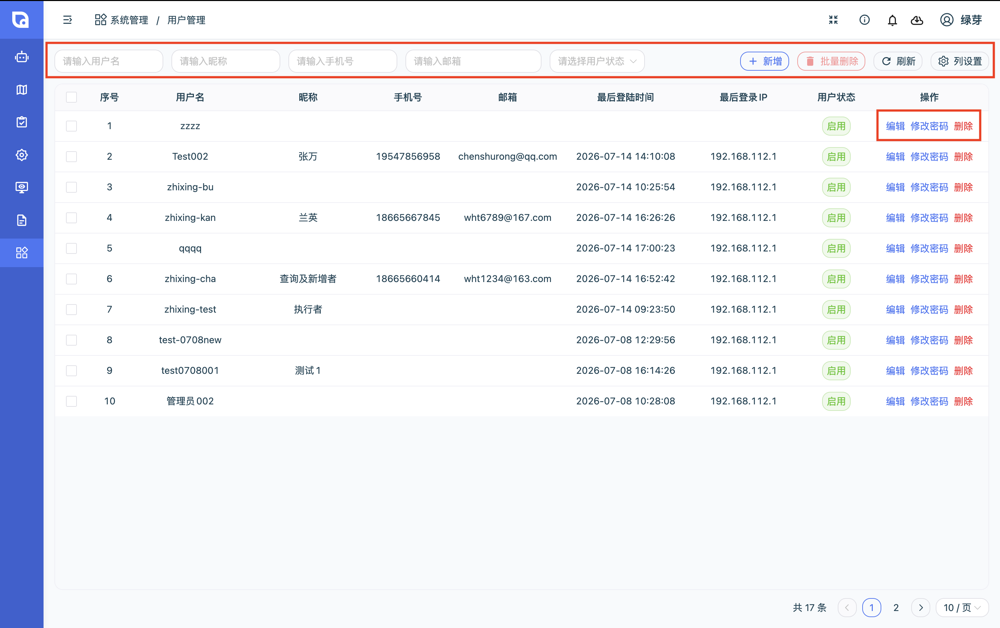 系统管理 / 用户管理 绿芽
请输入用户名 请输入昵称 请输入手机号 请输入邮箱 请选择用户状态 新增 批量删除 刷新 列设置
序号 用户名 昵称 手机号 邮箱 最后登陆时间 最后登录IP 用户状态 操作
1 zzzz 启用 编辑 修改密码 删除
2 Test002 张万 19547856958 chenshurong@qq.com 2026-07-14 14:10:08 192.168.112.1 启用 编辑 修改密码 删除
3 zhixing-bu 2026-07-14 10:25:54 192.168.112.1 启用 编辑 修改密码 删除
4 zhixing-kan 兰英 18665667845 wht6789@167.com 2026-07-14 16:26:26 192.168.112.1 启用 编辑 修改密码 删除
5 qqqq 2026-07-14 17:00:23 192.168.112.1 启用 编辑 修改密码 删除
6 zhixing-cha 查询及新增者 18665660414 wht1234@163.com 2026-07-14 16:52:42 192.168.112.1 启用 编辑 修改密码 删除
7 zhixing-test 执行者 2026-07-14 09:23:50 192.168.112.1 启用 编辑 修改密码 删除
8 test-0708new 2026-07-08 12:29:56 192.168.112.1 启用 编辑 修改密码 删除
9 test0708001 测试1 2026-07-08 16:14:26 192.168.112.1 启用 编辑 修改密码 删除
10 管理员002 2026-07-08 10:28:08 192.168.112.1 启用 编辑 修改密码 删除
共 17 条 1 2 10 / 页